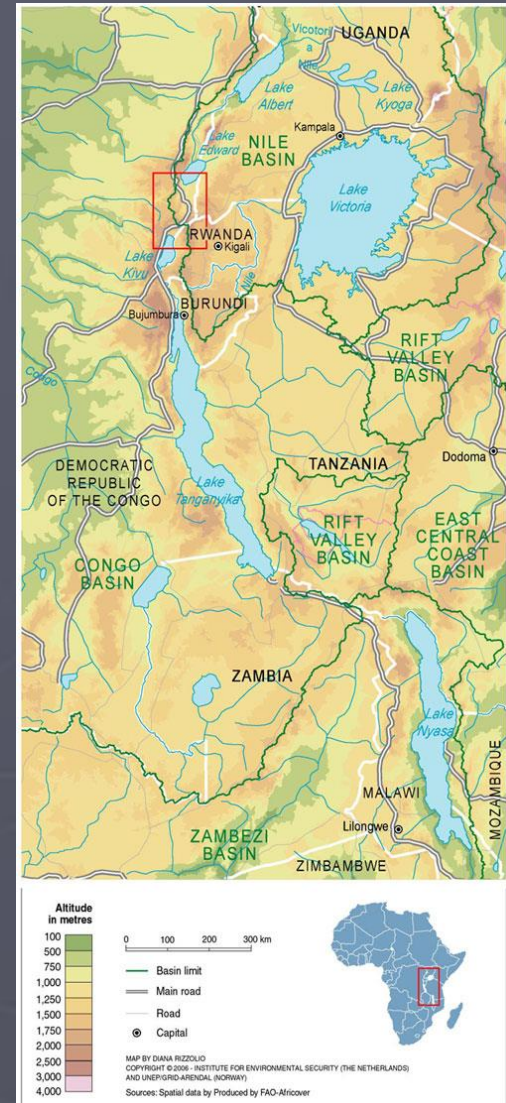 UGANDA
Vicotori
a
Nile
Lake
Albert
Lake
Kyoga
Kampala
Lake
Edward
NILE
BASIN
Lake
Victoria
RWANDA
Kigali
Lake
Kivu
Nile
BURUNDI
Bujumbura
RIFT
VALLEY
BASIN
Congo
Dodoma
DEMOCRATIC
REPUBLIC
OF THE CONGO
TANZANIA
Lake
Tanganyika
RIFT
VALLEY
BASIN
EAST
CENTRAL
COAST
BASIN
CONGO
BASIN
ZAMBIA
Lake
Nyasa
MOZAMBIQUE
MALAWI
Lilongwe
ZAMBEZI
BASIN
ZIMBABWE
Altitude
in metres
100
500
750
1,000
1,250
1,500
1,750
2,000
2,500
3,000
4,000
0 100 200 300 km
Basin limit
Main road
Road
Capital
MAP BY DIANA RIZZOLIO
COPYRIGHT © 2006 - INSTITUTE FOR ENVIRONMENTAL SECURITY (THE NETHERLANDS)
AND UNEP/GRID-ARENDAL (NORWAY)
Sources: Spatial data by Produced by FAO-Africover